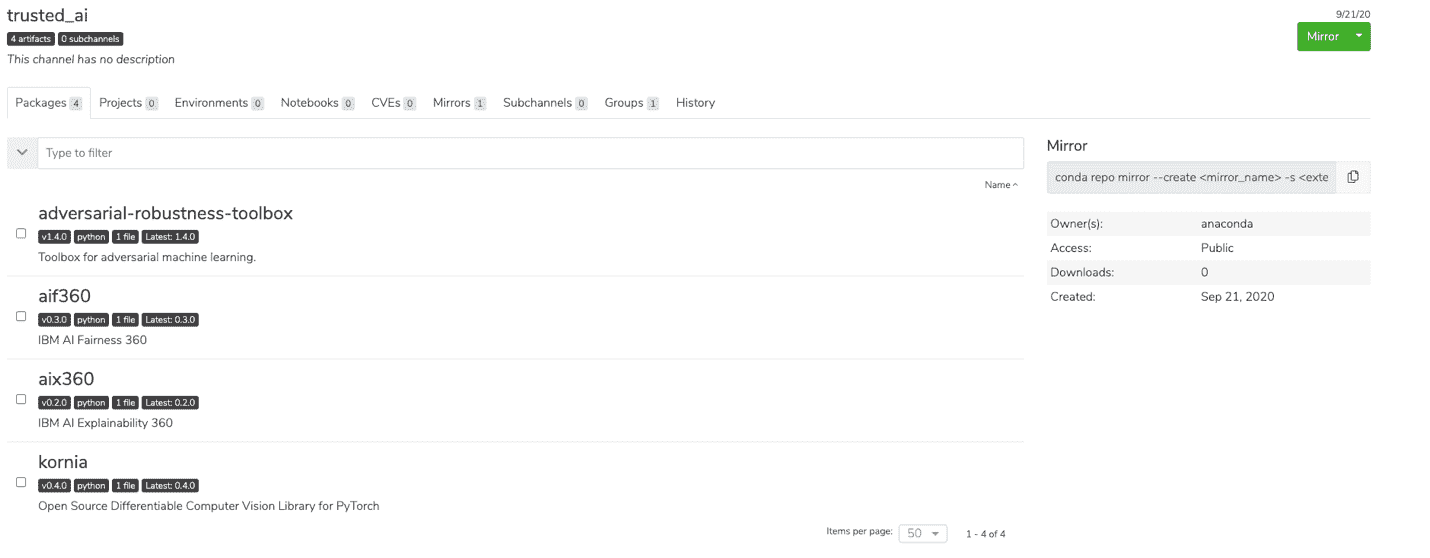 trusted_ai
9/21/20
4 artifacts 0 subchannels
Mirror
This channel has no description
Packages 4 Projects 0 Environments 0 Notebooks 0 CVEs 0 Mirrors 1 Subchannels 0 Groups 1 History
Type to filter
Name
adversarial-robustness-toolbox
v1.4.0 python 1 file Latest: 1.4.0
Toolbox for adversarial machine learning.
aif360
v0.3.0 python 1 file Latest: 0.3.0
IBM AI Fairness 360
aix360
v0.2.0 python 1 file Latest: 0.2.0
IBM AI Explainability 360
kornia
v0.4.0 python 1 file Latest: 0.4.0
Open Source Differentiable Computer Vision Library for PyTorch
Items per page: 50 1 - 4 of 4
Mirror
conda repo mirror --create <mirror_name> -s <exte
Owner(s): anaconda
Access: Public
Downloads: 0
Created: Sep 21, 2020